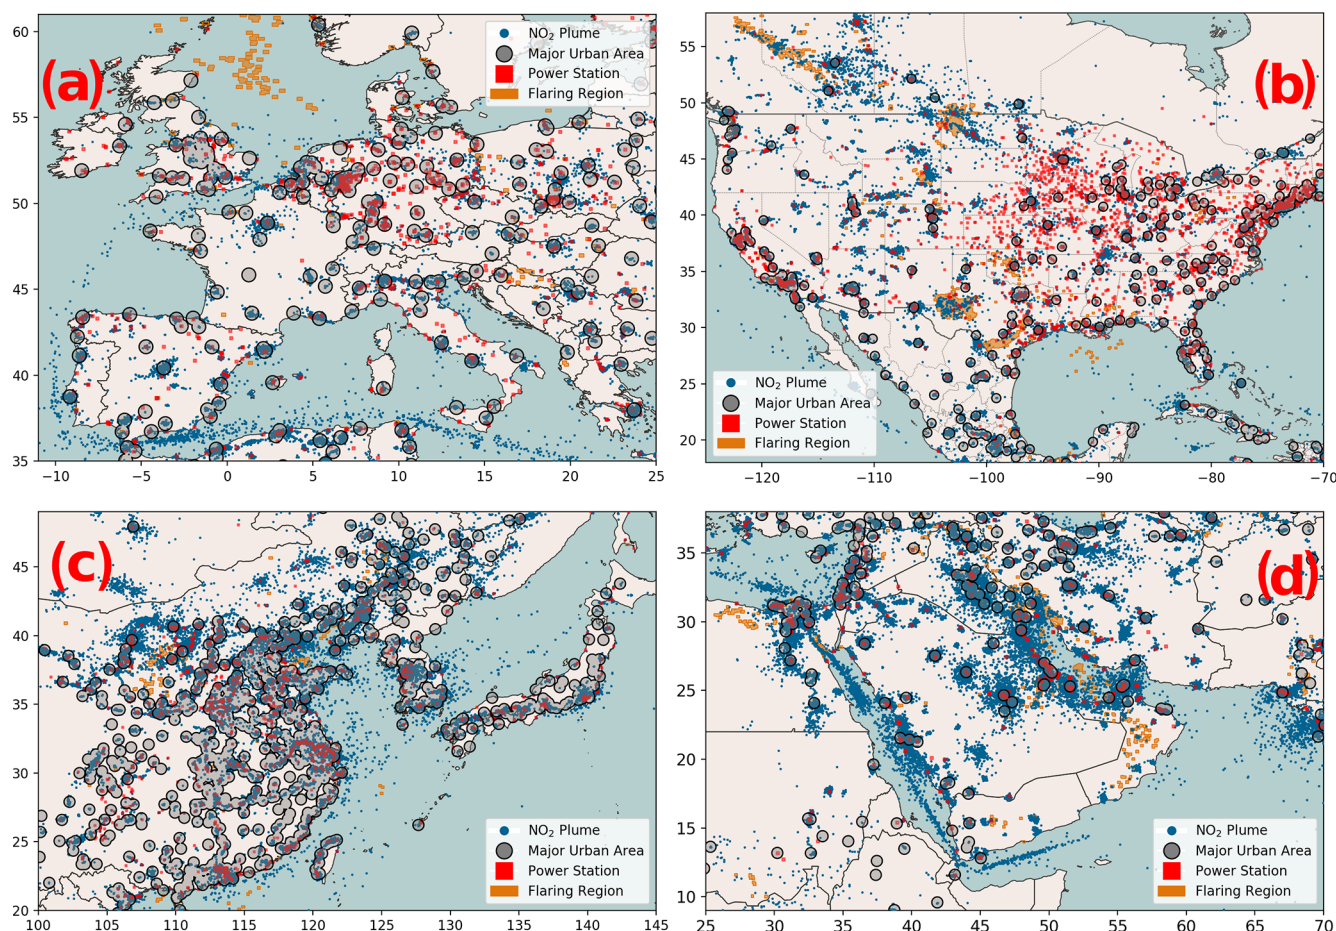 (a)
NO₂ Plume
Major Urban Area
Power Station
Flaring Region
60
55
50
45
40
35
−10 −5 0 5 10 15 20 25
(b)
NO₂ Plume
Major Urban Area
Power Station
Flaring Region
55
50
45
40
35
30
25
20
−120 −110 −100 −90 −80 −70
(c)
NO₂ Plume
Major Urban Area
Power Station
Flaring Region
45
40
35
30
25
20
100 105 110 115 120 125 130 135 140 145
(d)
NO₂ Plume
Major Urban Area
Power Station
Flaring Region
35
30
25
20
15
10
25 30 35 40 45 50 55 60 65 70